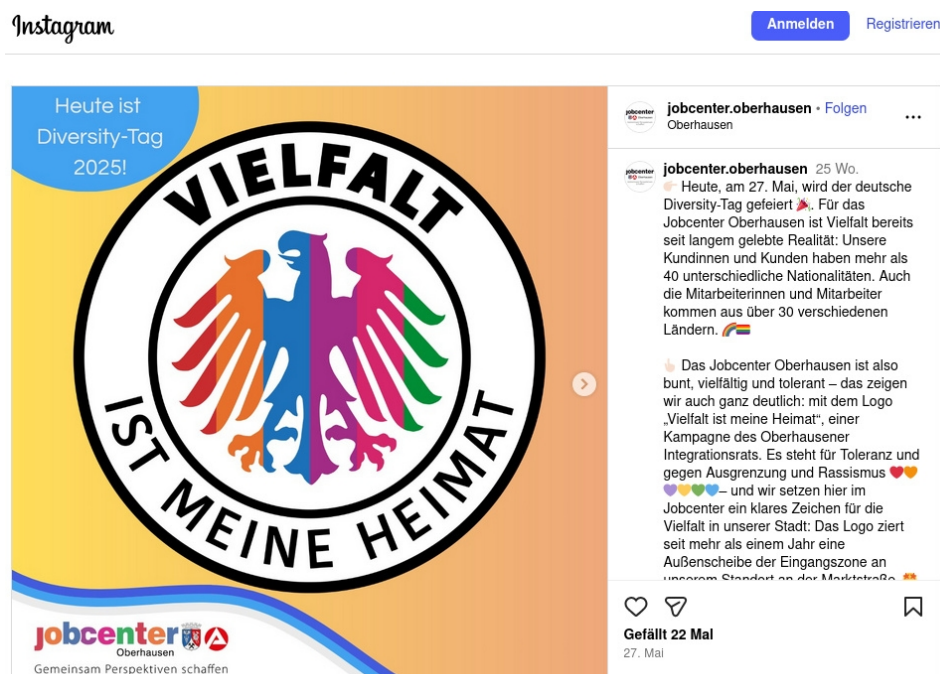 Instagram
Anmelden
Registrieren
Heute ist
Diversity-Tag
2025!
VIELFALT
IST MEINE HEIMAT
jobcenter
Oberhausen
Gemeinsam Perspektiven schaffen
jobcenter
jobcenter.oberhausen • Folgen
Oberhausen
jobcenter
jobcenter.oberhausen 25 Wo.
👉🏻 Heute, am 27. Mai, wird der deutsche
Diversity-Tag gefeiert 🎉. Für das
Jobcenter Oberhausen ist Vielfalt bereits
seit langem gelebte Realität: Unsere
Kundinnen und Kunden haben mehr als
40 unterschiedliche Nationalitäten. Auch
die Mitarbeiterinnen und Mitarbeiter
kommen aus über 30 verschiedenen
Ländern. 🌈🏳️‍🌈
👆🏻 Das Jobcenter Oberhausen ist also
bunt, vielfältig und tolerant – das zeigen
wir auch ganz deutlich: mit dem Logo
„Vielfalt ist meine Heimat“, einer
Kampagne des Oberhausener
Integrationsrats. Es steht für Toleranz und
gegen Ausgrenzung und Rassismus ❤️🧡
💜💛💚💙– und wir setzen hier im
Jobcenter ein klares Zeichen für die
Vielfalt in unserer Stadt: Das Logo ziert
seit mehr als einem Jahr eine
Außenscheibe der Eingangszone an
unserem Standort an der Marktstraße.
Gefällt 22 Mal
27. Mai